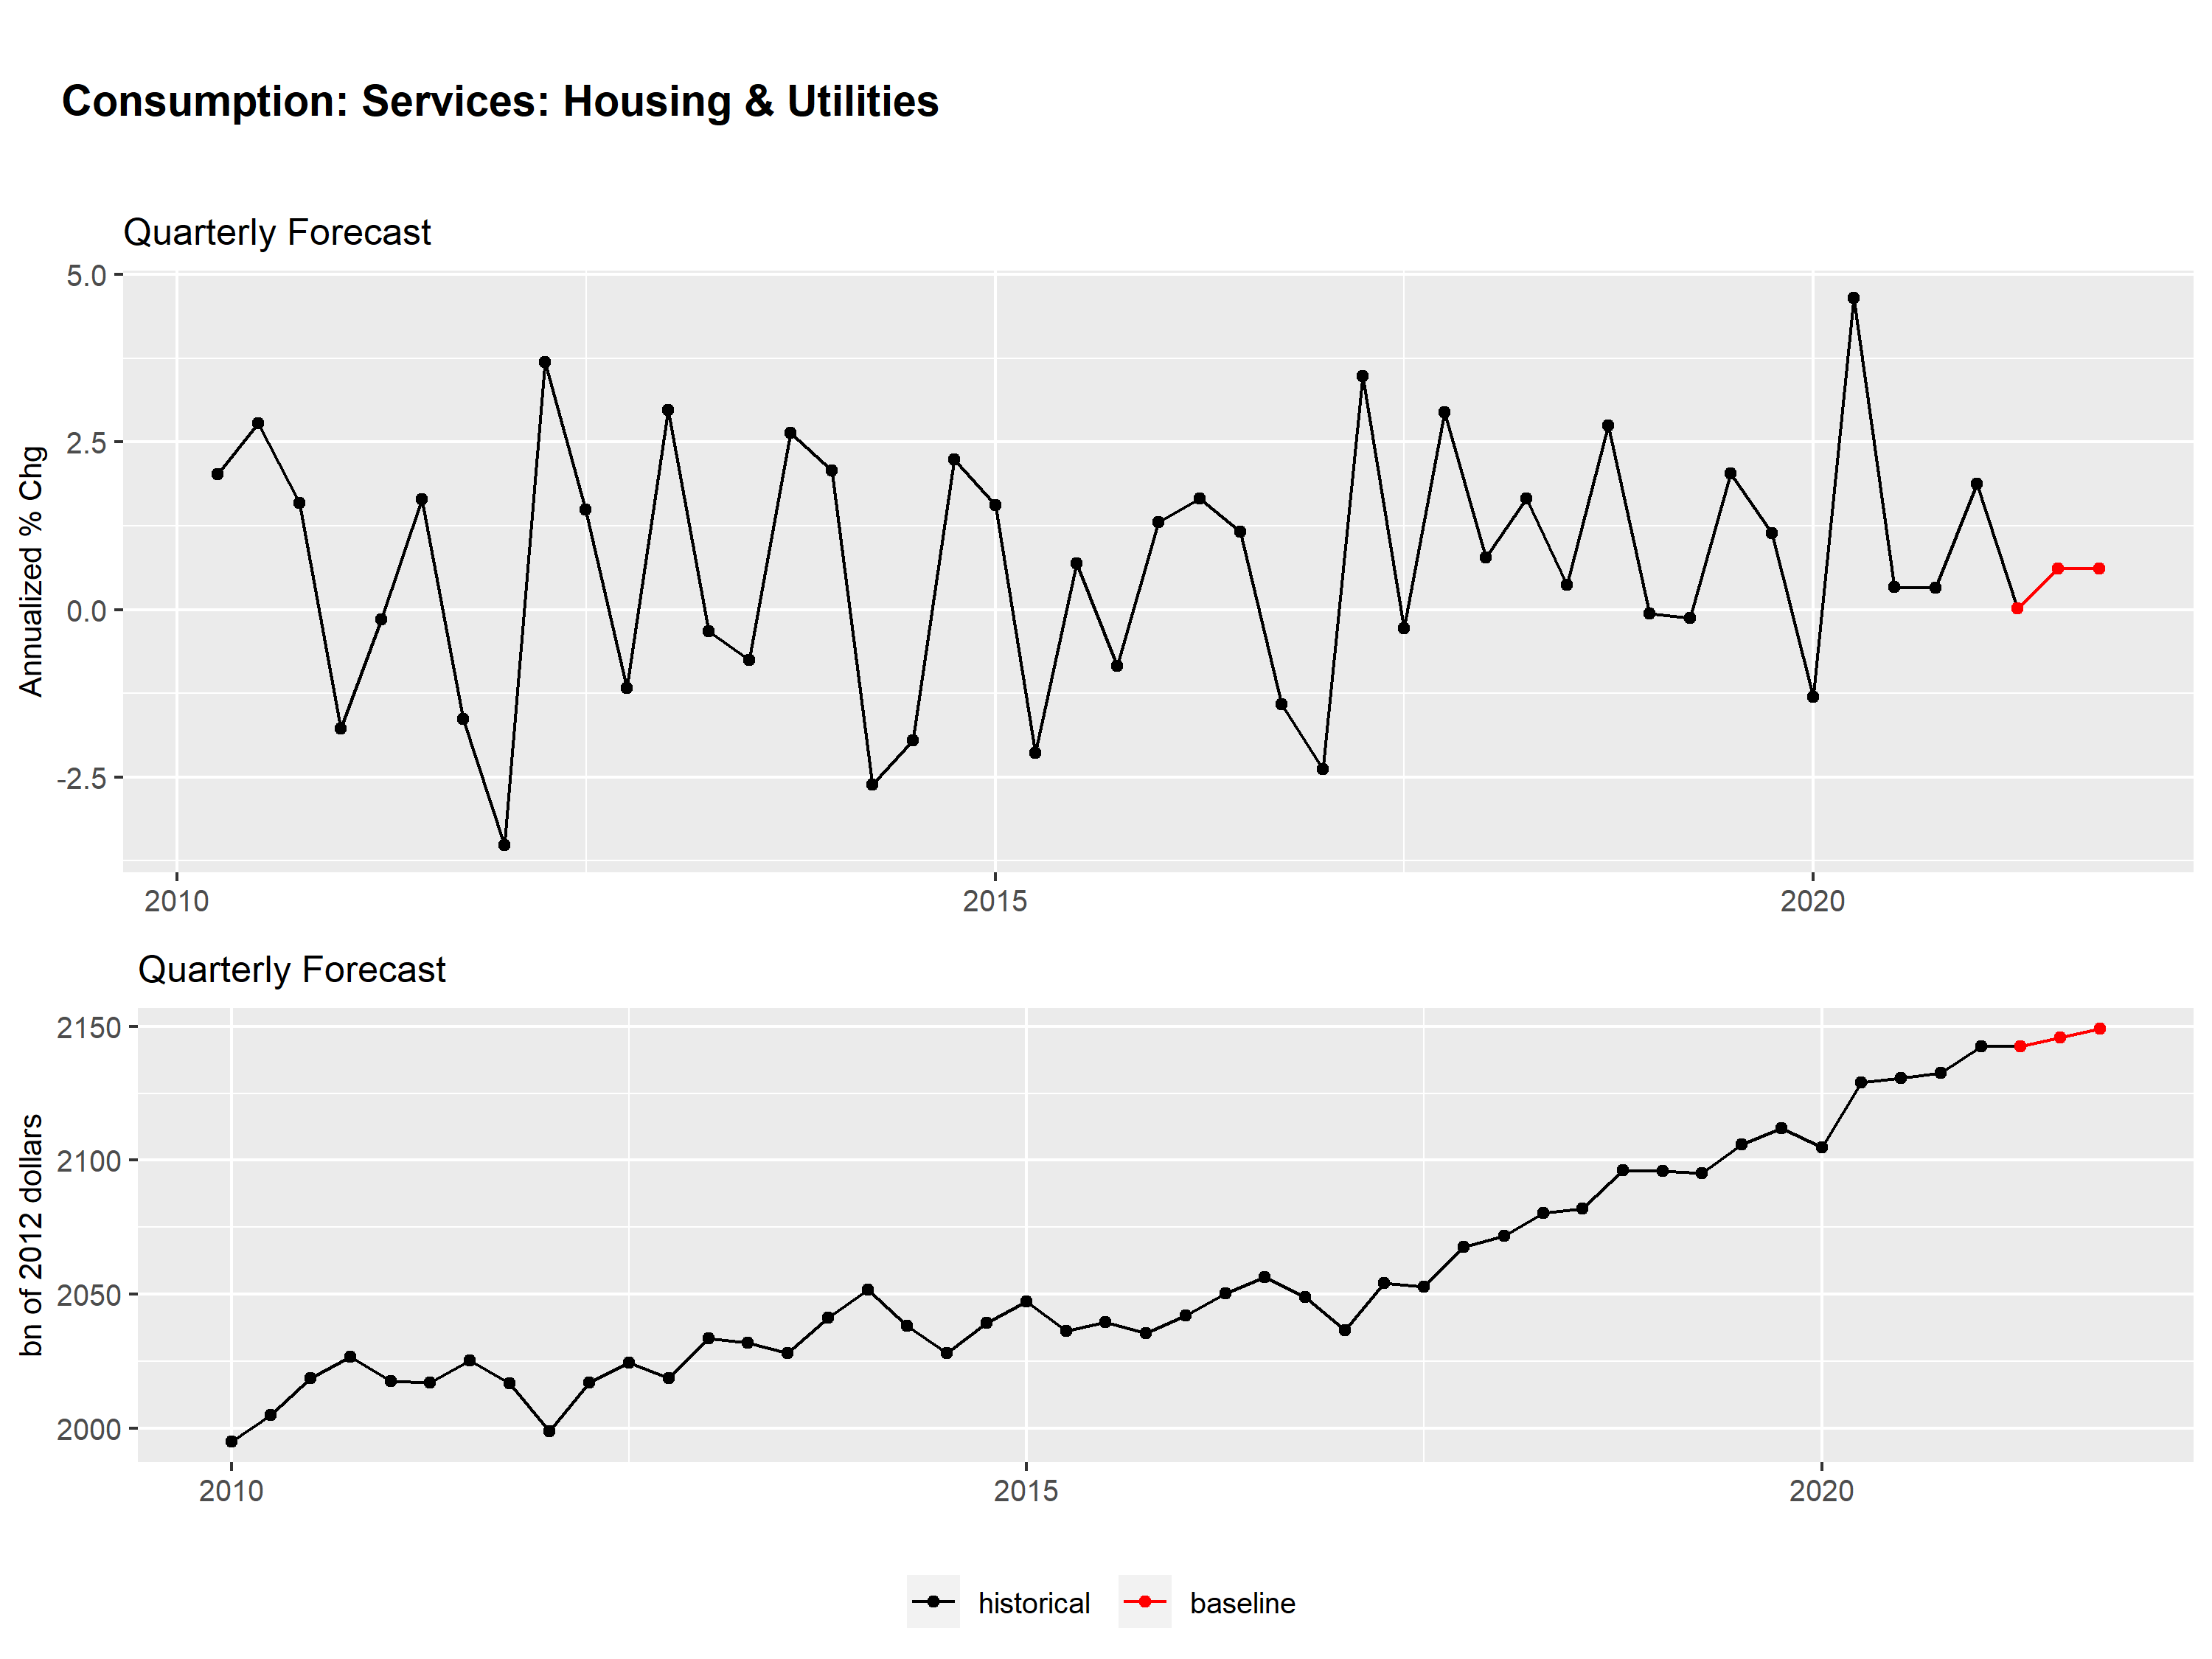 Consumption: Services: Housing & Utilities
Quarterly Forecast
Annualized % Chg
5.0
2.5
0.0
-2.5
2010 2015 2020
Quarterly Forecast
bn of 2012 dollars
2150
2100
2050
2000
2010 2015 2020
historical baseline